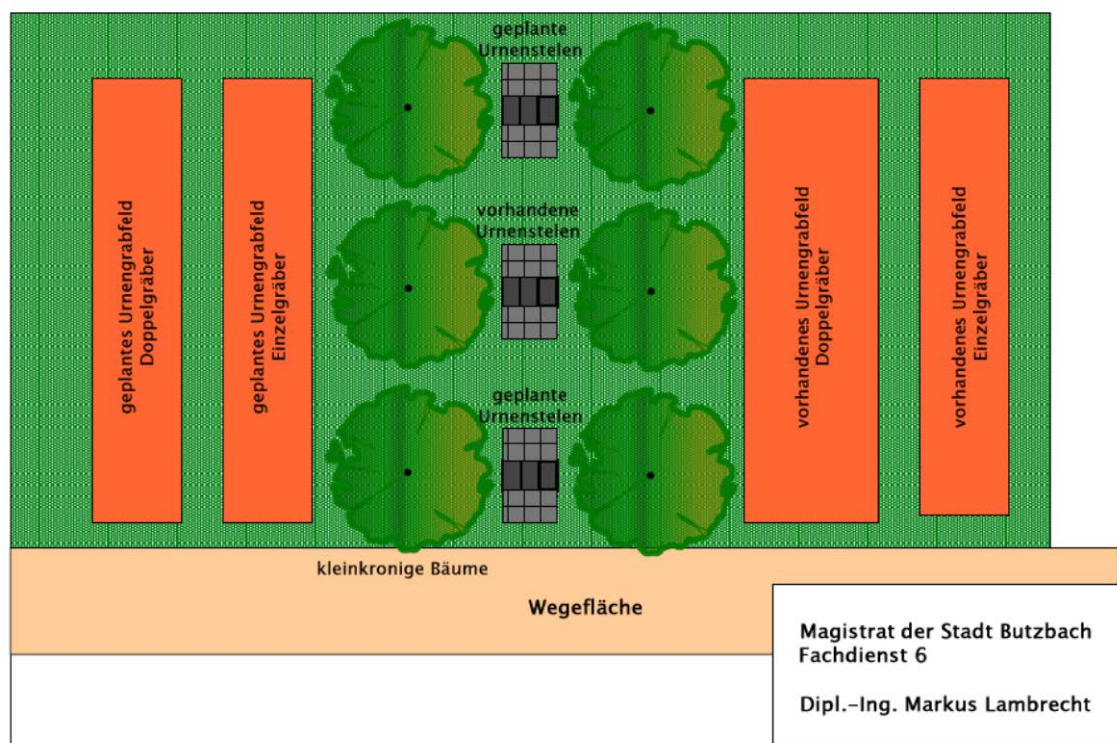 geplante
Urnenstelen
geplantes Urnengrabfeld
Doppelgräber
geplantes Urnengrabfeld
Einzelgräber
vorhandene
Urnenstelen
vorhandenes Urnengrabfeld
Doppelgräber
vorhandenes Urnengrabfeld
Einzelgräber
geplante
Urnenstelen
kleinkronige Bäume
Wegefläche
Magistrat der Stadt Butzbach
Fachdienst 6
Dipl.-Ing. Markus Lambrecht